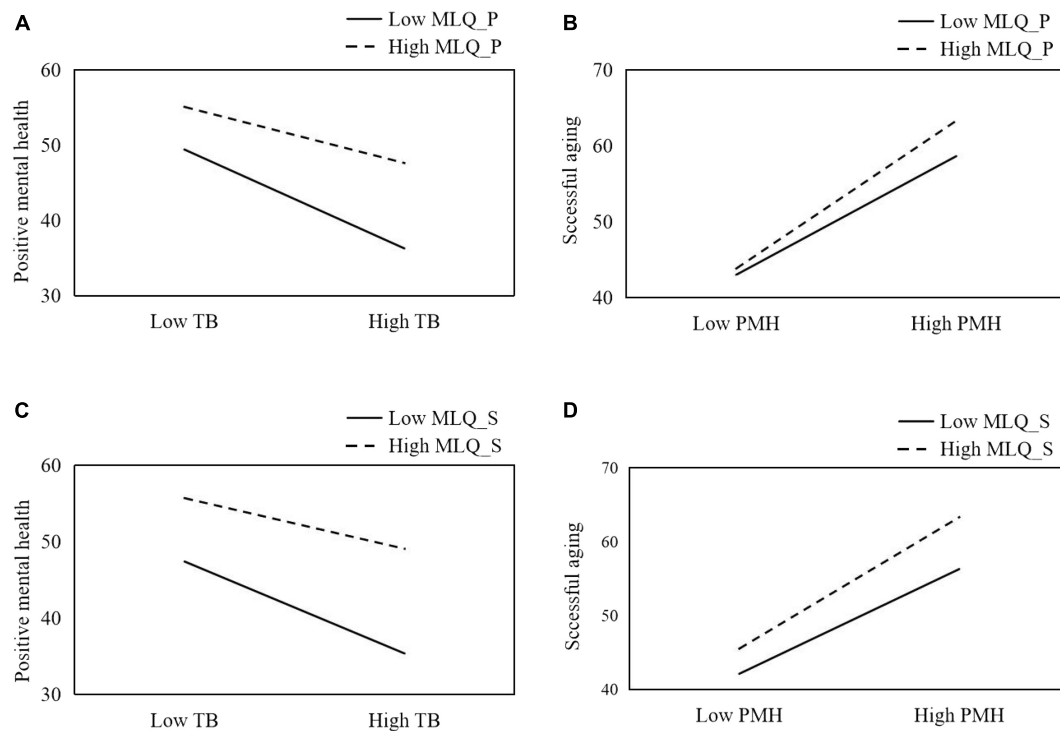 A
Low MLQ_P
High MLQ_P
60
50
40
30
Positive mental health
Low TB
High TB
B
Low MLQ_P
High MLQ_P
70
60
50
40
Sccessful aging
Low PMH
High PMH
C
Low MLQ_S
High MLQ_S
60
50
40
30
Positive mental health
Low TB
High TB
D
Low MLQ_S
High MLQ_S
70
60
50
40
Sccessful aging
Low PMH
High PMH